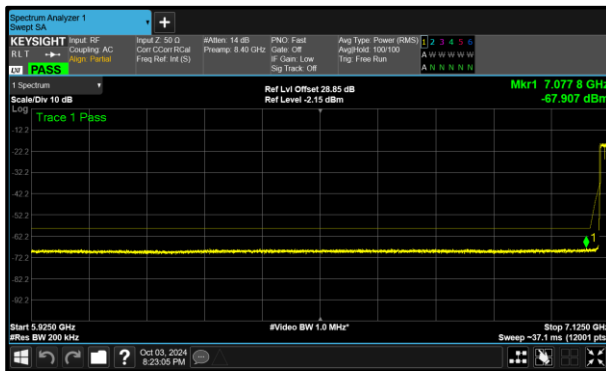 Spectrum Analyzer 1
Swept SA
KEYSIGHT
RLT
LXI PASS
Input: RF
Coupling: AC
Align: Partial
Input Z: 50 Ω
Corr CCorr RCal
Freq Ref: Int (S)
#Atten: 14 dB
Preamp: 8.40 GHz
PNO: Fast
Gate: Off
IF Gain: Low
Sig Track: Off
Avg Type: Power (RMS)
Avg|Hold: 100/100
Trig: Free Run
1 2 3 4 5 6
A W W W W W
A N N N N N
1 Spectrum
Scale/Div 10 dB
Ref Lvl Offset 28.85 dB
Ref Level -2.15 dBm
Mkr1 7.077 8 GHz
-67.907 dBm
Log
Trace 1 Pass
-12.2
-22.2
-32.2
-42.2
-52.2
-62.2
-72.2
-82.2
-92.2
1
Start 5.9250 GHz
#Res BW 200 kHz
#Video BW 1.0 MHz*
Stop 7.1250 GHz
Sweep ~37.1 ms (12001 pts)
?
Oct 03, 2024
8:23:05 PM